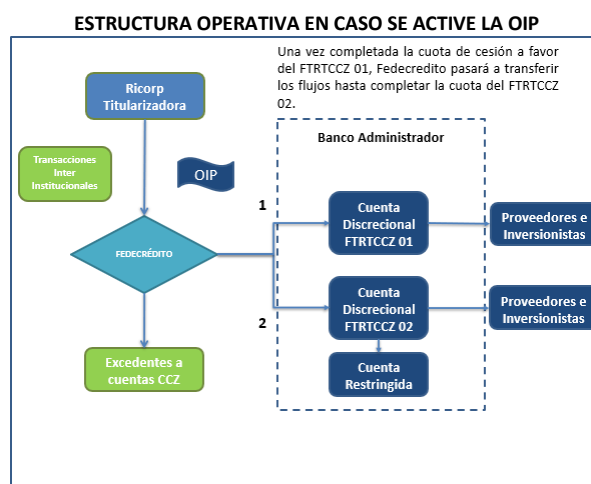 ESTRUCTURA OPERATIVA EN CASO SE ACTIVE LA OIP
Una vez completada la cuota de cesión a favor
del FTRTCCZ 01, Fedecredito pasará a transferir
los flujos hasta completar la cuota del FTRTCCZ
02.
Ricorp
Titularizadora
Banco Administrador
Transacciones
Inter
Institucionales
OIP
1
Cuenta
Discrecional
FTRTCCZ 01
Proveedores e
Inversionistas
FEDECRÉDITO
2
Cuenta
Discrecional
FTRTCCZ 02
Proveedores e
Inversionistas
Excedentes a
cuentas CCZ
Cuenta
Restringida